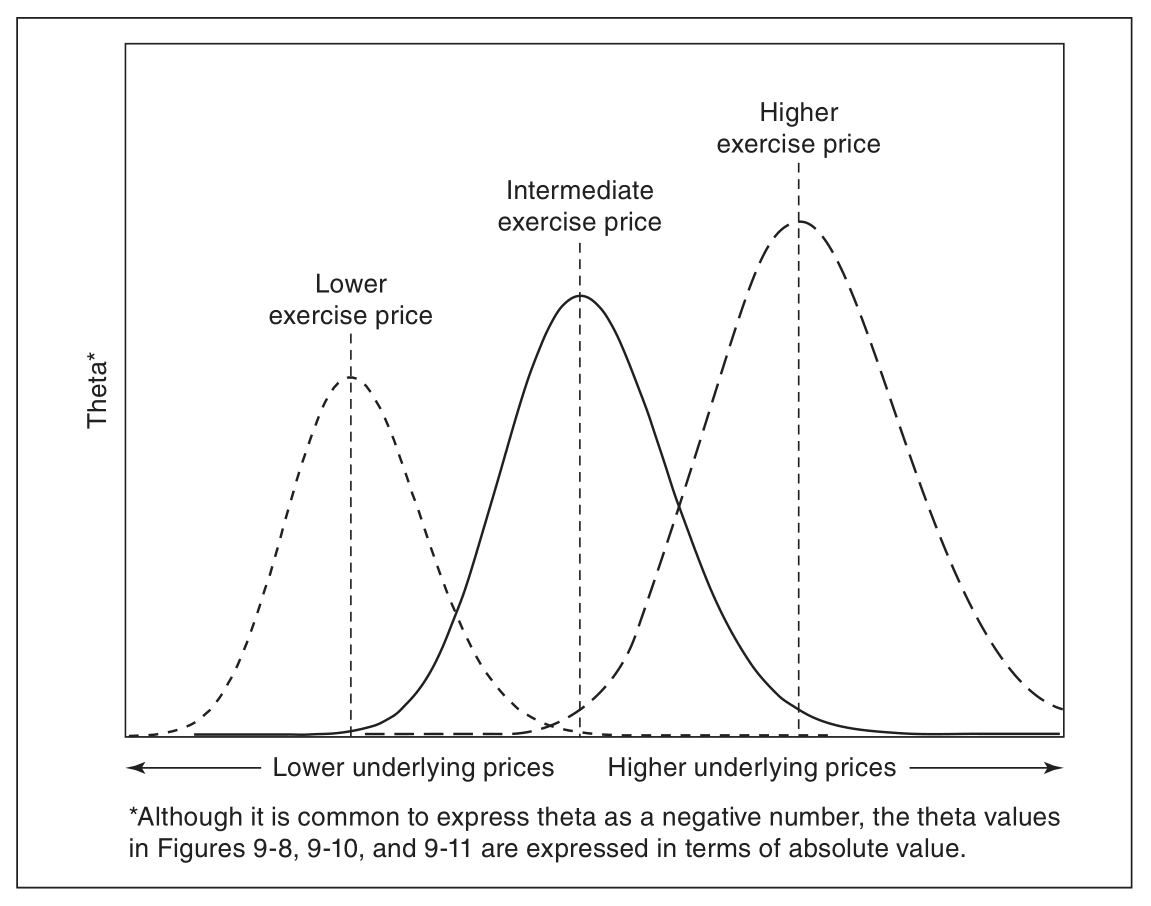 Higher
exercise price
Intermediate
exercise price
Lower
exercise price
Theta*
Lower underlying prices
Higher underlying prices
*Although it is common to express theta as a negative number, the theta values
in Figures 9-8, 9-10, and 9-11 are expressed in terms of absolute value.